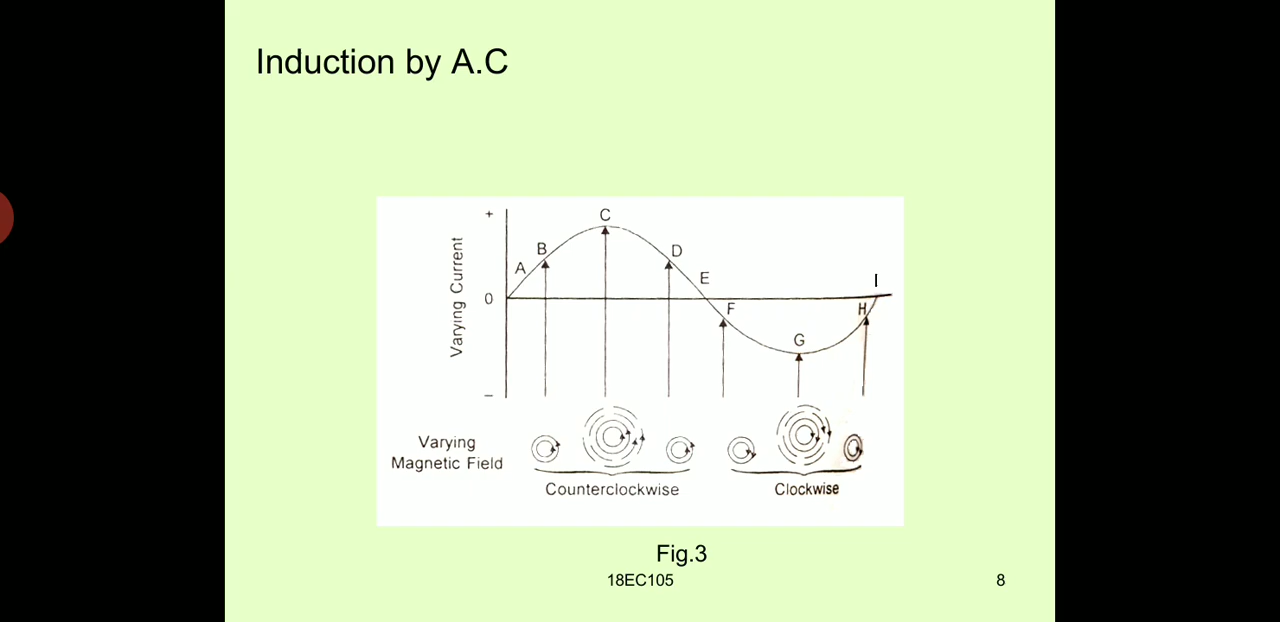 Induction by A.C
+
C
B
D
A
E
I
Varying Current
0
F
H
G
–
Varying
Magnetic Field
Counterclockwise
Clockwise
Fig.3
18EC105
8